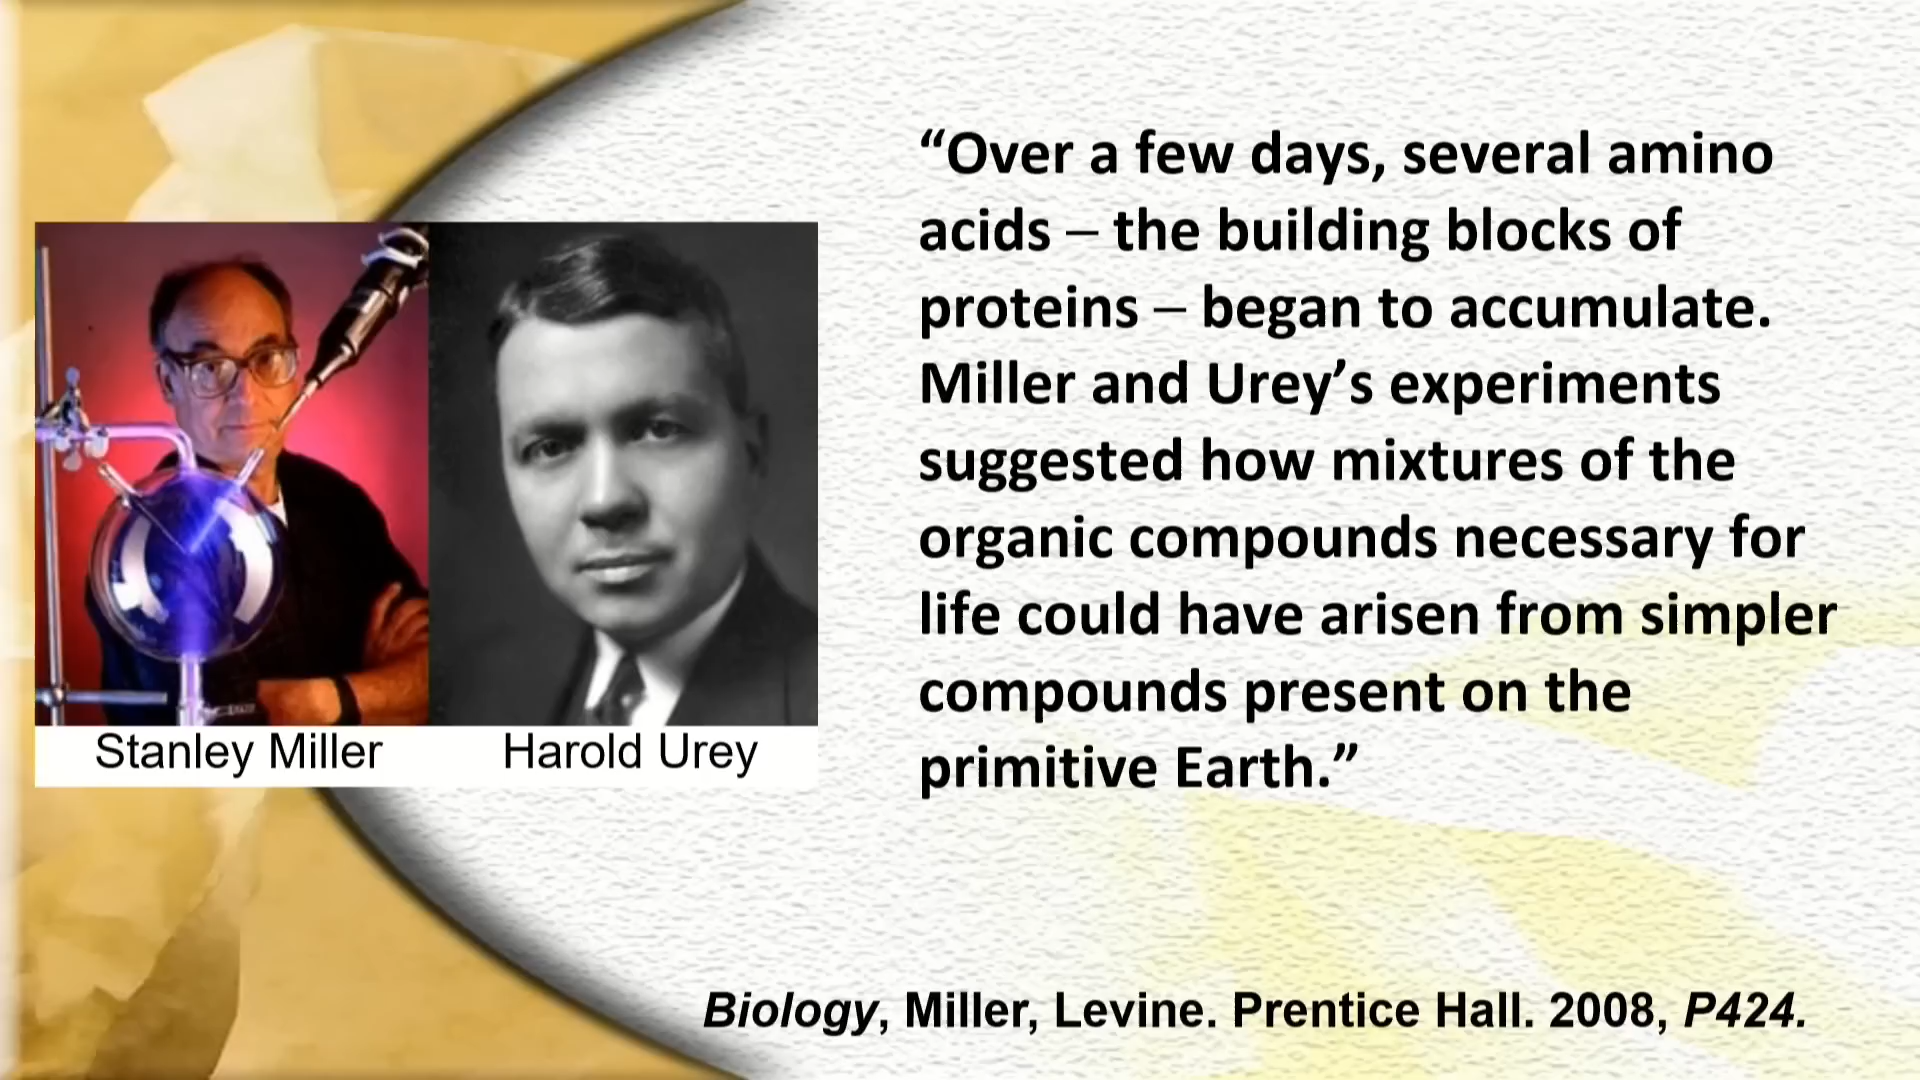 “Over a few days, several amino
acids – the building blocks of
proteins – began to accumulate.
Miller and Urey’s experiments
suggested how mixtures of the
organic compounds necessary for
life could have arisen from simpler
compounds present on the
primitive Earth.”
Stanley Miller
Harold Urey
Biology, Miller, Levine. Prentice Hall. 2008, P424.